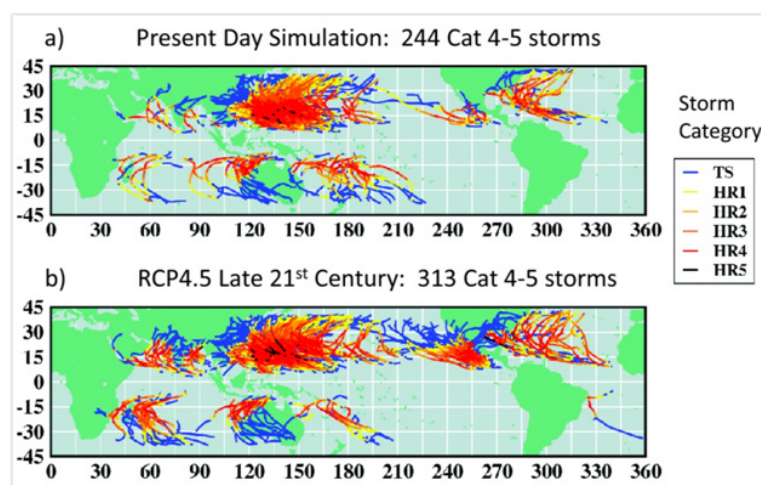 a) Present Day Simulation: 244 Cat 4-5 storms
45
30
15
0
-15
-30
-45
0 30 60 90 120 150 180 210 240 270 300 330 360
Storm
Category
TS
HR1
HR2
HR3
HR4
HR5
b) RCP4.5 Late 21st Century: 313 Cat 4-5 storms
45
30
15
0
-15
-30
-45
0 30 60 90 120 150 180 210 240 270 300 330 360